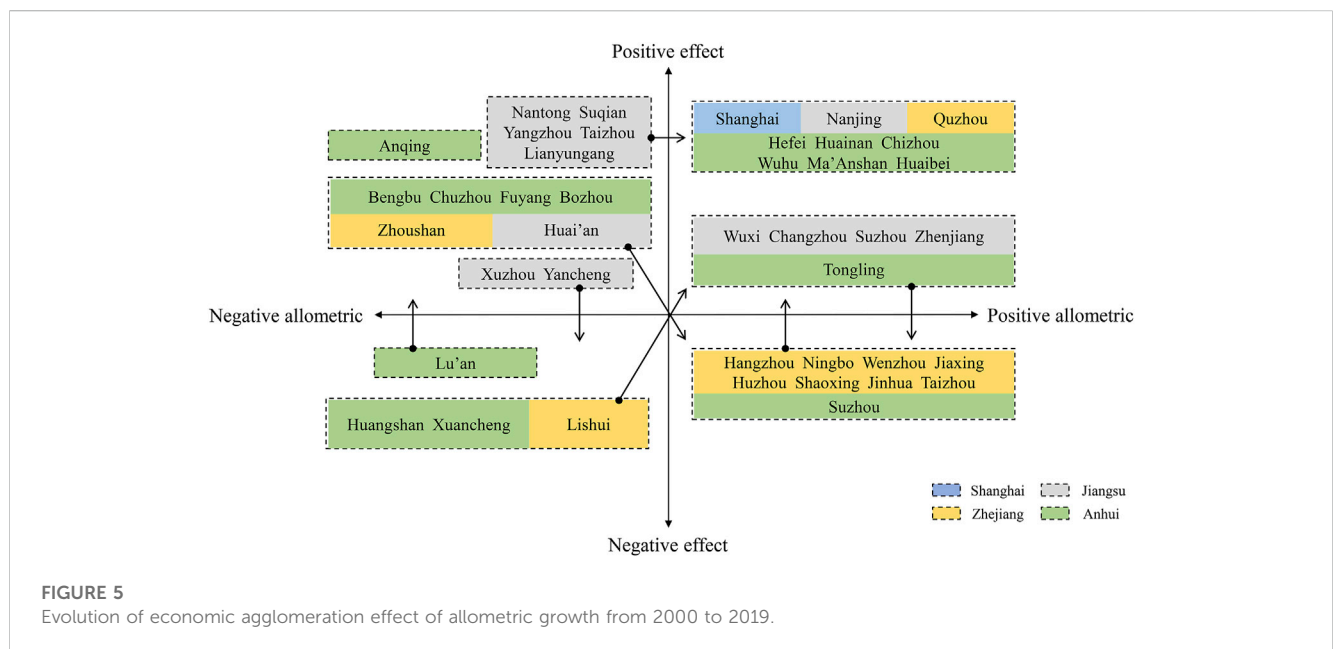 Positive effect
Nantong Suqian
Yangzhou Taizhou
Lianyungang
Anqing
Shanghai Nanjing Quzhou
Hefei Huainan Chizhou
Wuhu Ma'Anshan Huaibei
Bengbu Chuzhou Fuyang Bozhou
Zhoushan Huai'an
Xuzhou Yancheng
Wuxi Changzhou Suzhou Zhenjiang
Tongling
Negative allometric
Positive allometric
Lu'an
Huangshan Xuancheng Lishui
Hangzhou Ningbo Wenzhou Jiaxing
Huzhou Shaoxing Jinhua Taizhou
Suzhou
Shanghai Jiangsu
Zhejiang Anhui
Negative effect
FIGURE 5
Evolution of economic agglomeration effect of allometric growth from 2000 to 2019.